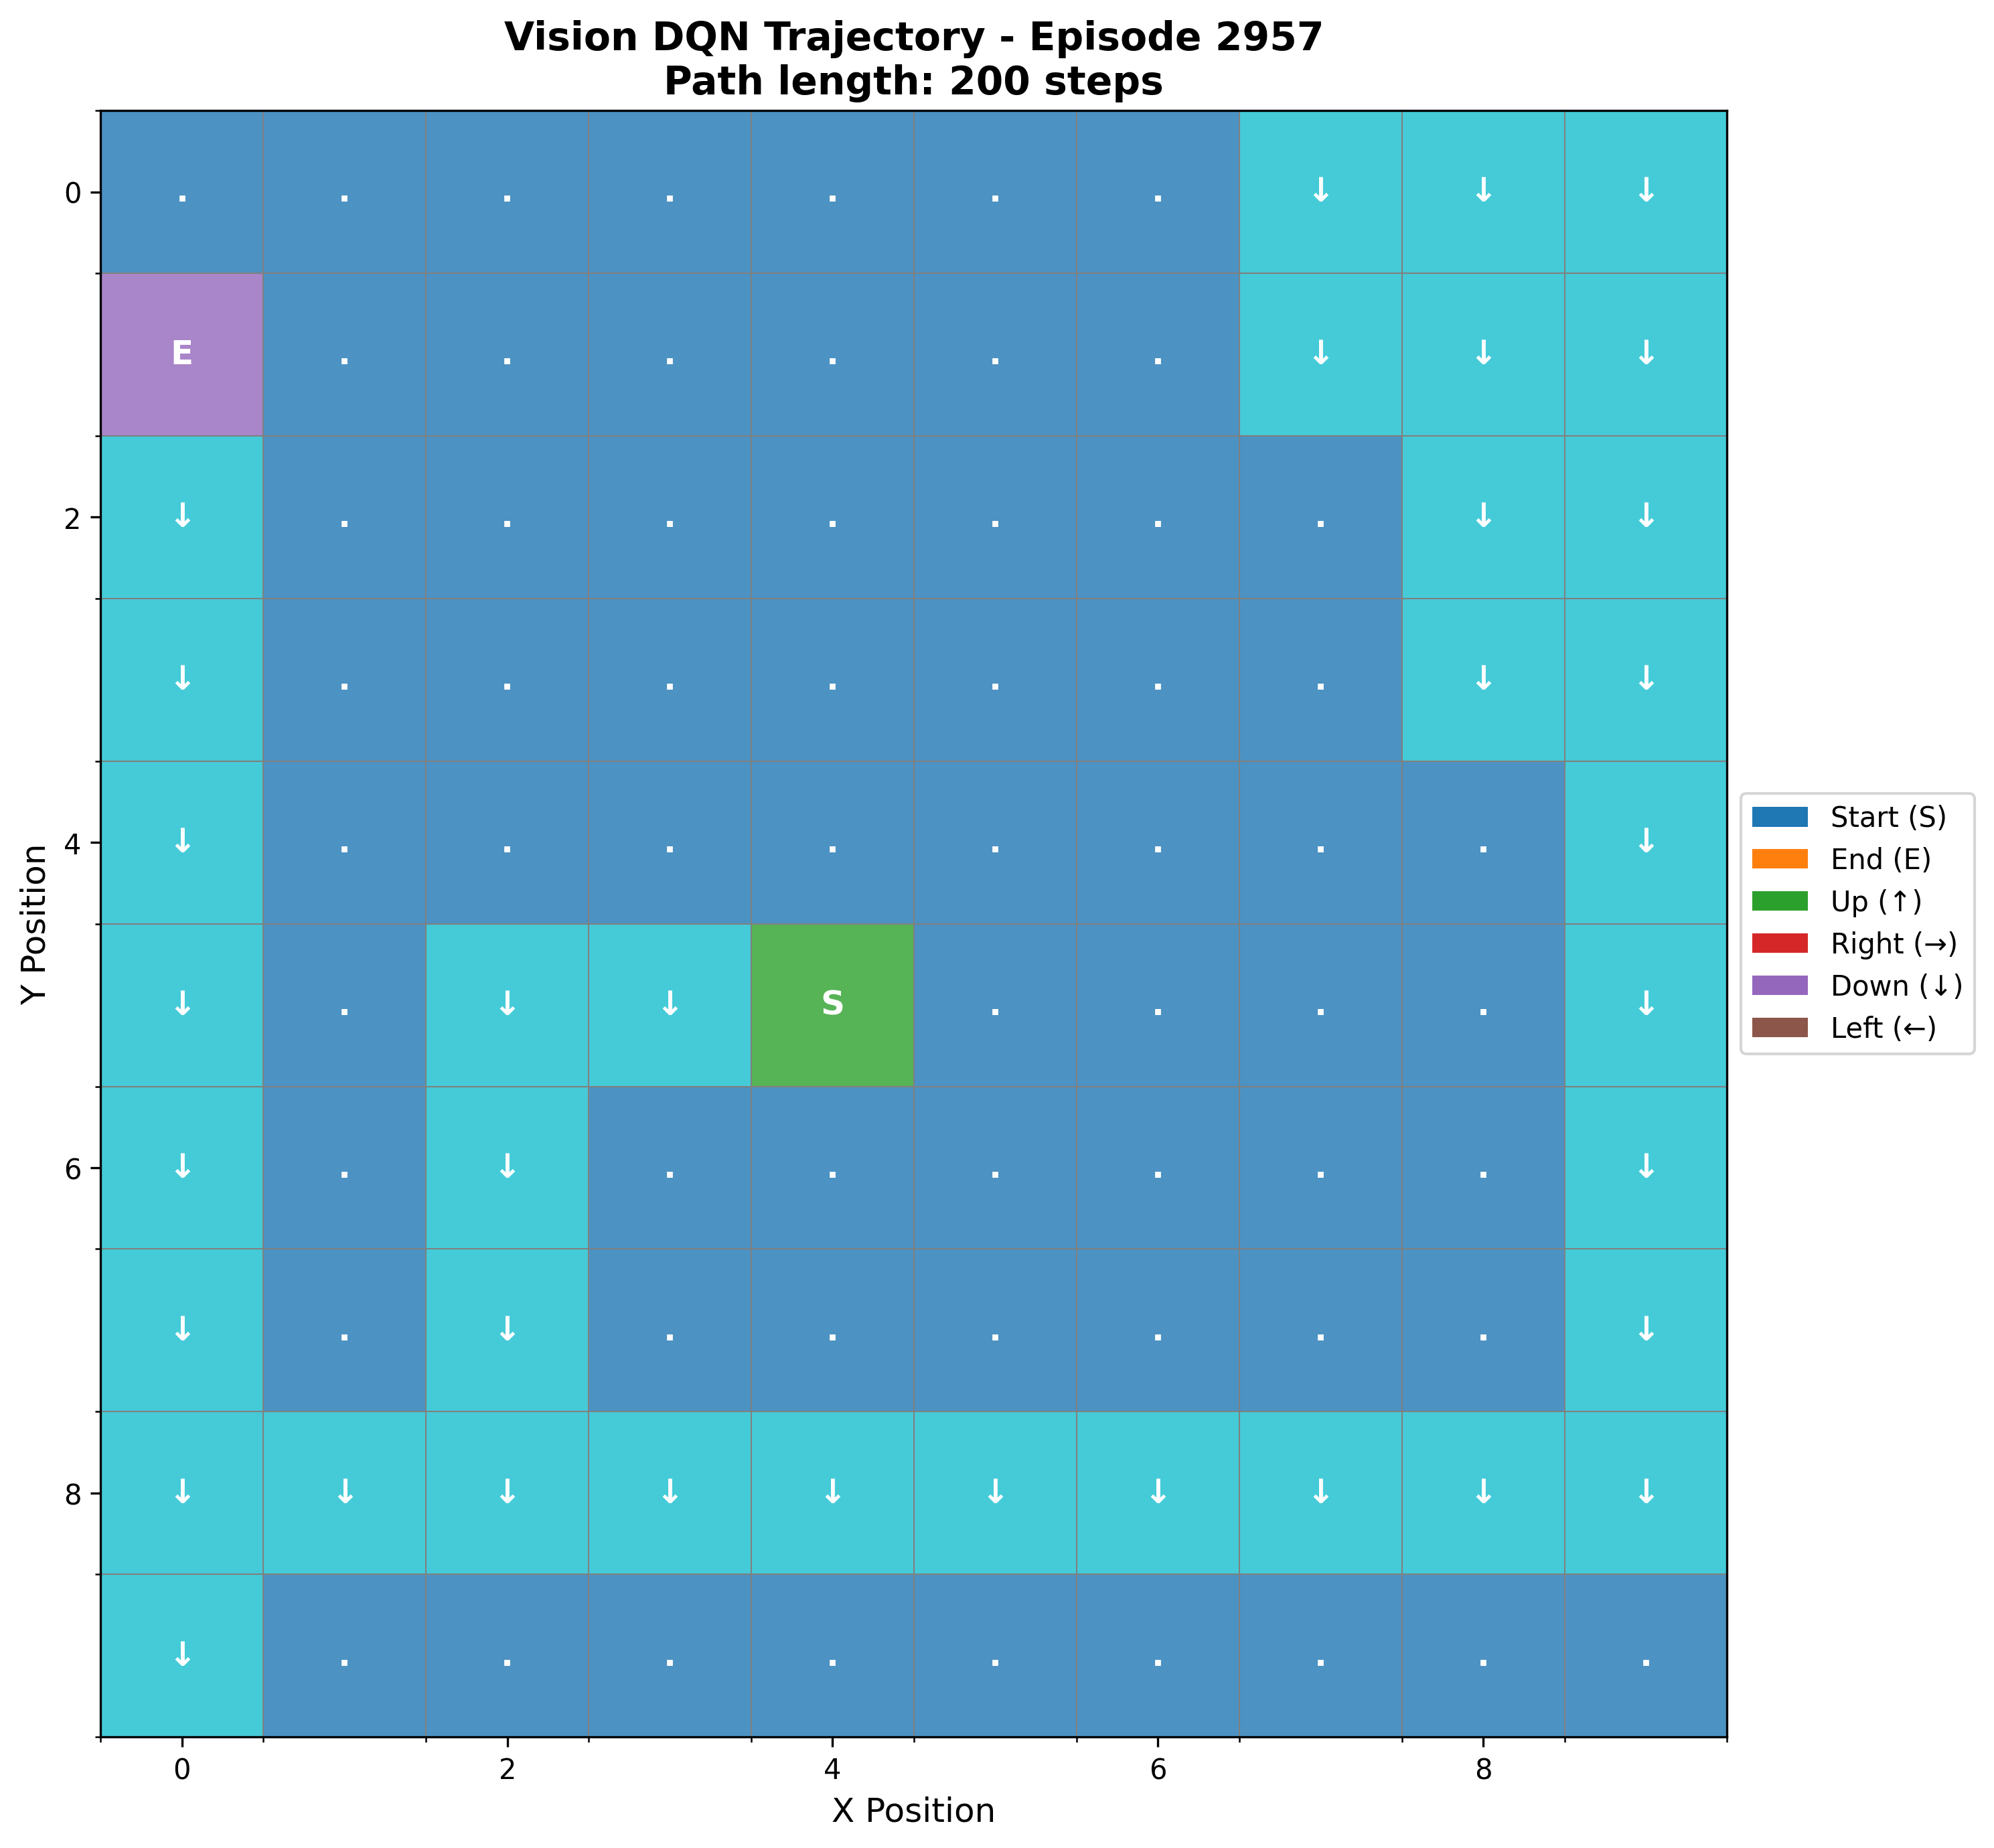 Vision DQN Trajectory - Episode 2957
Path length: 200 steps
0 . . . . . . . ↓ ↓ ↓
E . . . . . . ↓ ↓ ↓
2 ↓ . . . . . . . ↓ ↓
↓ . . . . . . . ↓ ↓
4 ↓ . . . . . . . . ↓
↓ . ↓ ↓ S . . . . ↓
6 ↓ . ↓ . . . . . . ↓
↓ . ↓ . . . . . . ↓
8 ↓ ↓ ↓ ↓ ↓ ↓ ↓ ↓ ↓ ↓
↓ . . . . . . . . .
0 2 4 6 8
X Position
Y Position
Start (S)
End (E)
Up (↑)
Right (→)
Down (↓)
Left (←)